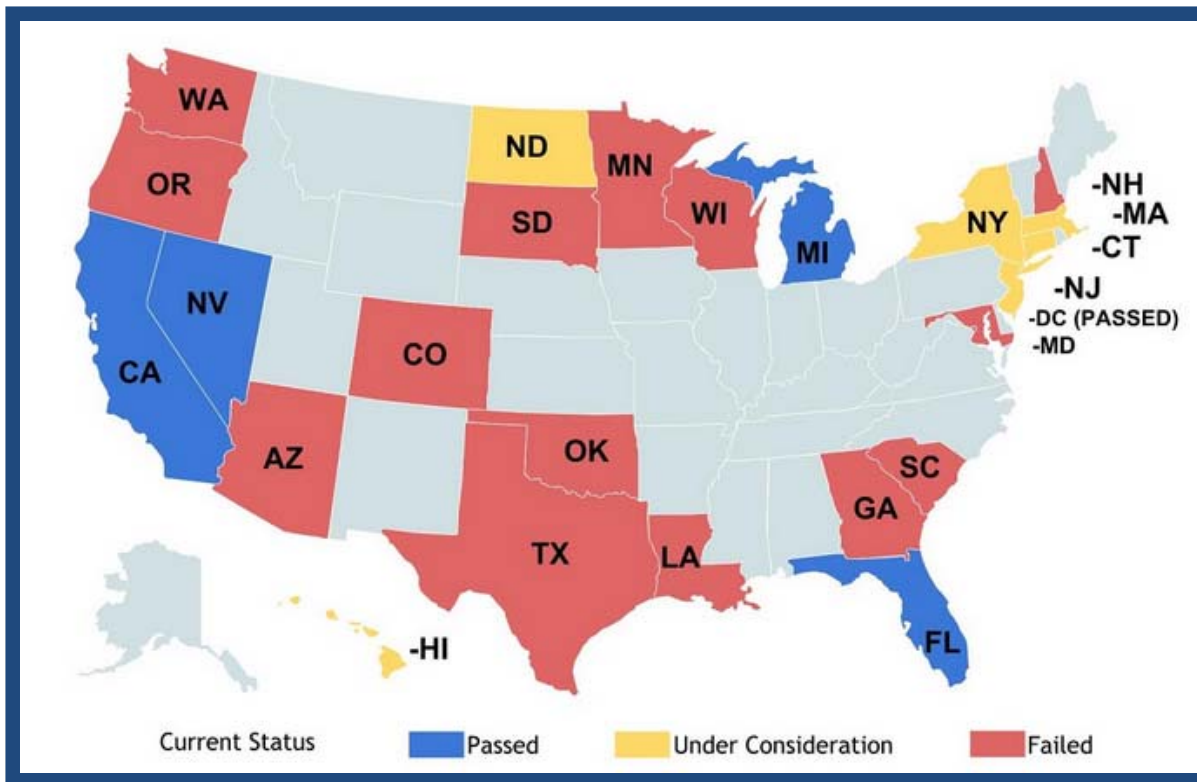 WA
OR
ND
MN
SD
WI
NY
-NH
-MA
-CT
MI
-NJ
-DC (PASSED)
-MD
NV
CA
CO
AZ
OK
TX
LA
SC
GA
FL
-HI
Current Status
Passed
Under Consideration
Failed